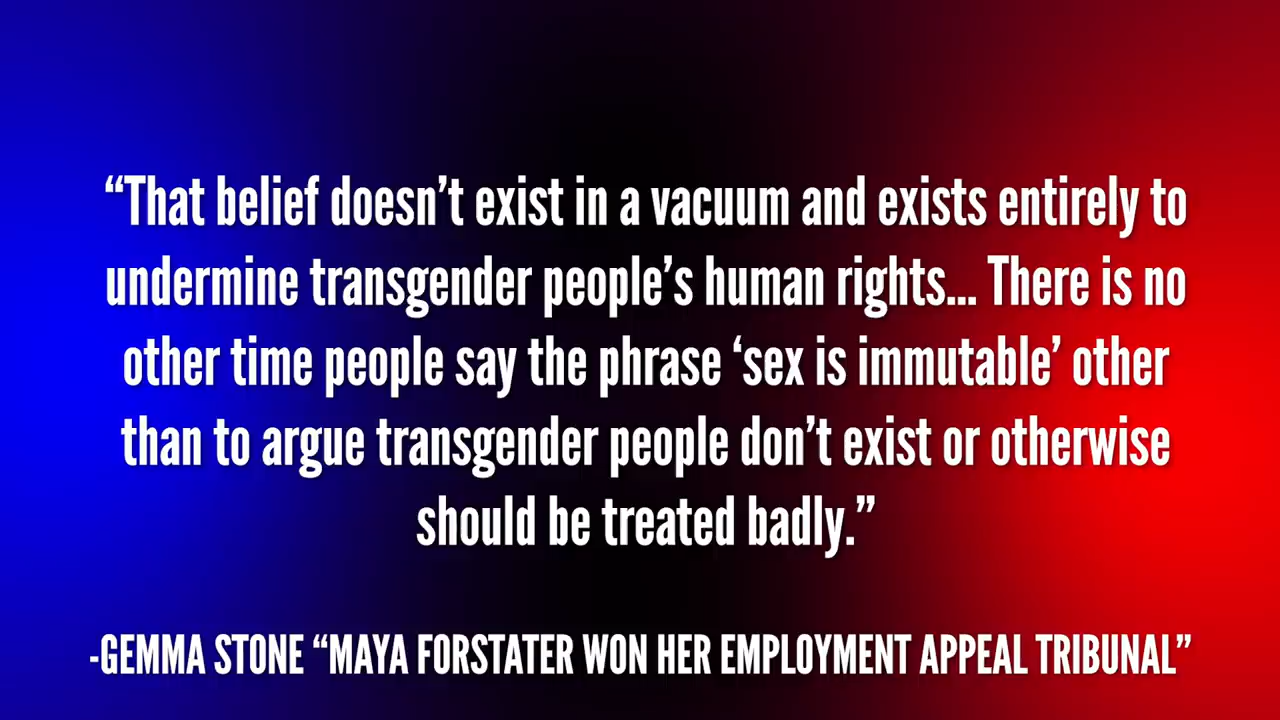 “That belief doesn’t exist in a vacuum and exists entirely to
undermine transgender people’s human rights... There is no
other time people say the phrase ‘sex is immutable’ other
than to argue transgender people don’t exist or otherwise
should be treated badly.”
-GEMMA STONE “MAYA FORSTATER WON HER EMPLOYMENT APPEAL TRIBUNAL”